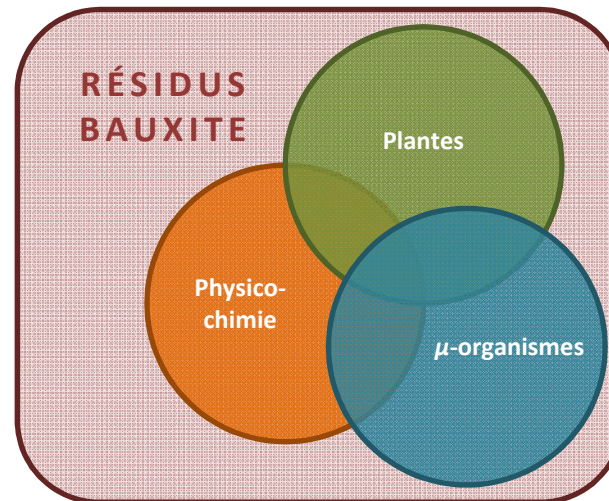 RÉSIDUS
BAUXITE
Plantes
Physico-
chimie
µ-organismes